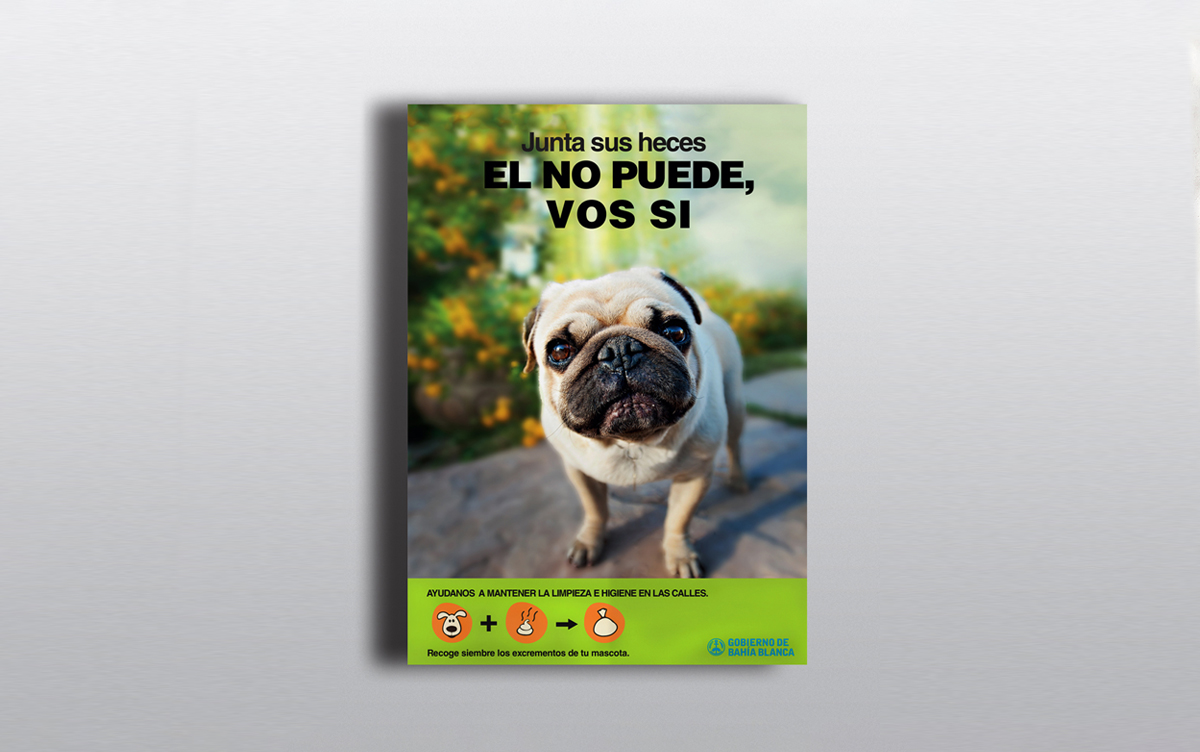 Junta sus heces
EL NO PUEDE,
VOS SI
AYUDANOS A MANTENER LA LIMPIEZA E HIGIENE EN LAS CALLES.
Recoge siembre los excrementos de tu mascota.
GOBIERNO DE
BAHÍA BLANCA